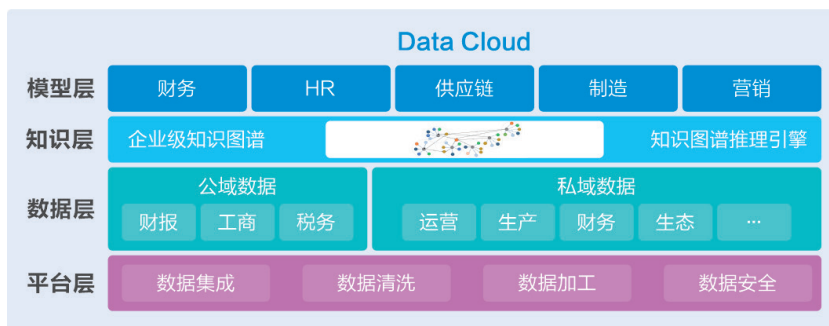 Data Cloud
模型层 财务 HR 供应链 制造 营销
知识层 企业级知识图谱 知识图谱推理引擎
数据层
公域数据 私域数据
财报 工商 税务 运营 生产 财务 生态 ...
平台层 数据集成 数据清洗 数据加工 数据安全